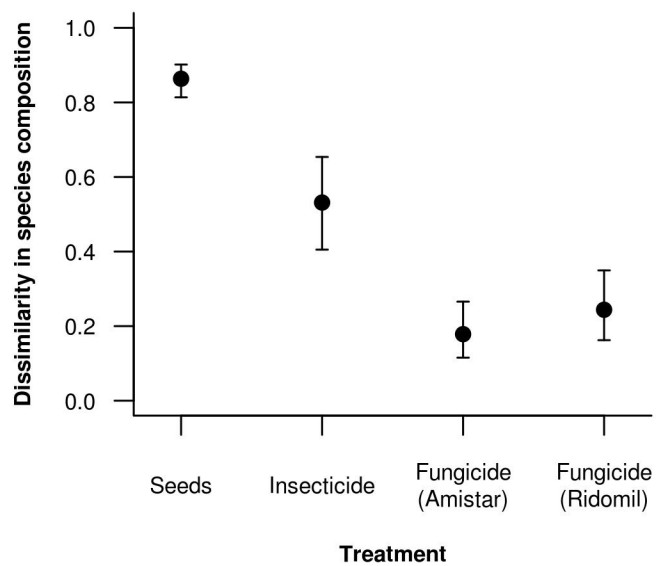 Dissimilarity in species composition
1.0
0.8
0.6
0.4
0.2
0.0
Seeds
Insecticide
Fungicide
(Amistar)
Fungicide
(Ridomil)
Treatment